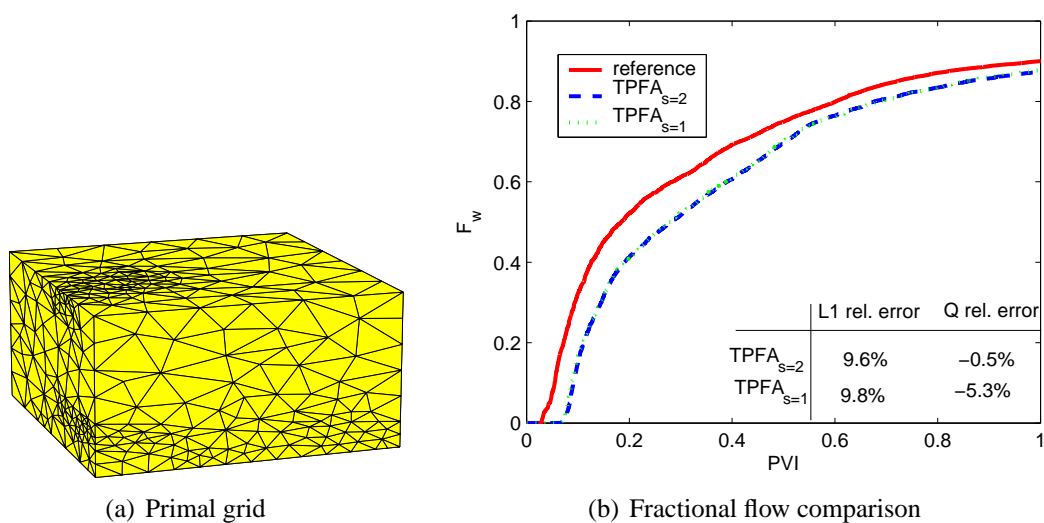 1
0.8
0.6
0.4
0.2
0
0
0.2
0.4
0.6
0.8
1
F_w
PVI
reference
TPFA_s=2
TPFA_s=1
L1 rel. error Q rel. error
TPFA_s=2 9.6% −0.5%
TPFA_s=1 9.8% −5.3%
(a) Primal grid
(b) Fractional flow comparison